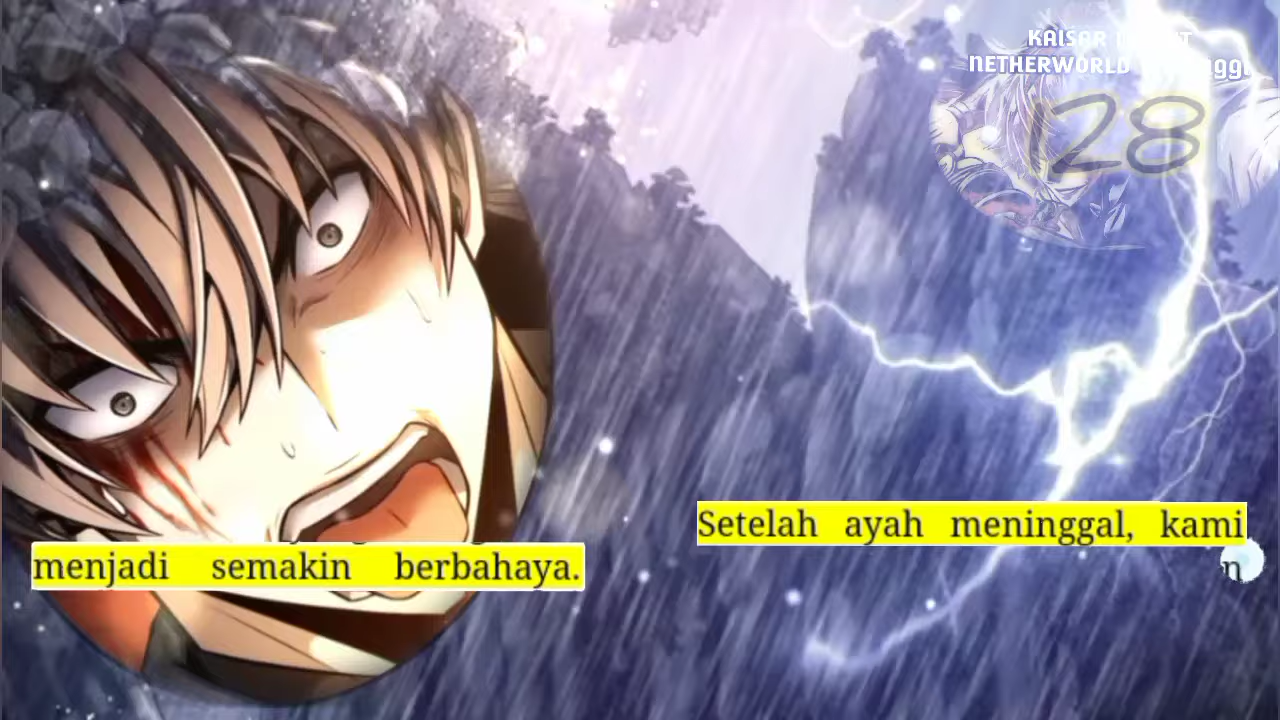 KAISAR
NETHERWORLD
128
Setelah ayah meninggal, kami
n
menjadi semakin berbahaya.